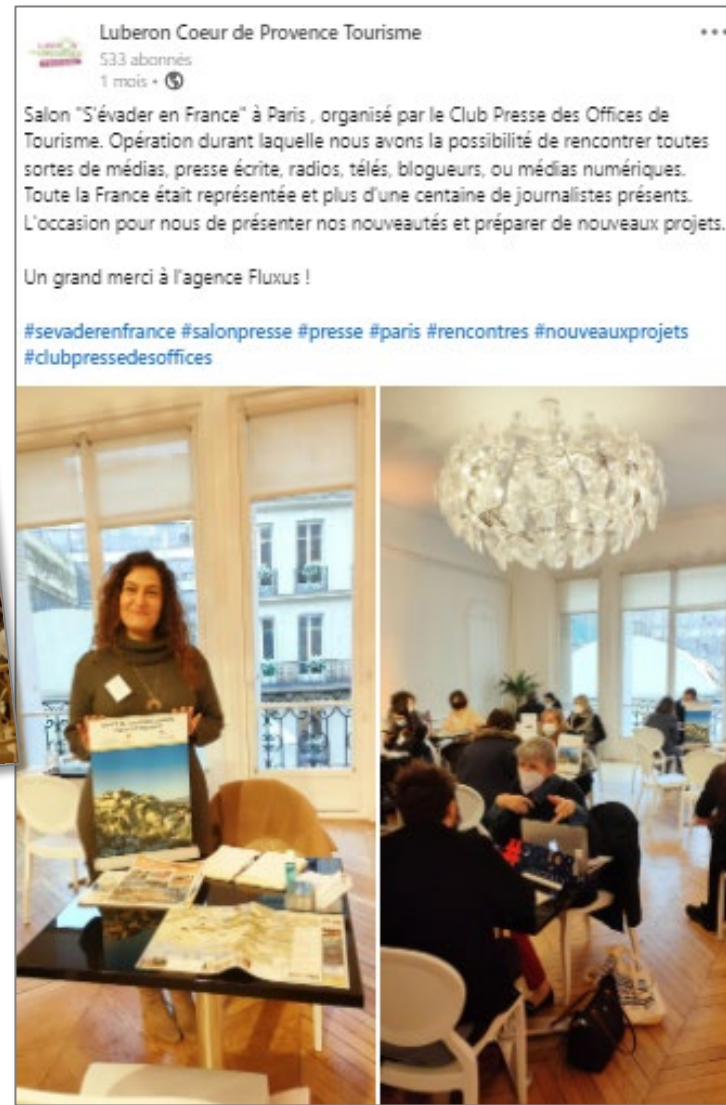 Luberon Coeur de Provence Tourisme
533 abonnés
1 mois •
Salon "S'évader en France" à Paris , organisé par le Club Presse des Offices de
Tourisme. Opération durant laquelle nous avons la possibilité de rencontrer toutes
sortes de médias, presse écrite, radios, télés, blogueurs, ou médias numériques.
Toute la France était représentée et plus d'une centaine de journalistes présents.
L'occasion pour nous de présenter nos nouveautés et préparer de nouveaux projets.
Un grand merci à l'agence Fluxus !
#sevaderenfrance #salonpresse #presse #paris #rencontres #nouveauxprojets
#clubpressedesoffices